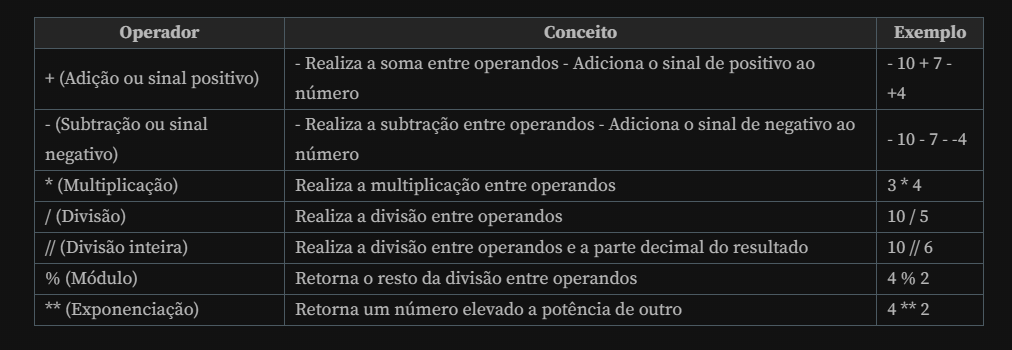 Operador Conceito Exemplo
+ (Adição ou sinal positivo) - Realiza a soma entre operandos - Adiciona o sinal de positivo ao número - 10 + 7 - +4
- (Subtração ou sinal negativo) - Realiza a subtração entre operandos - Adiciona o sinal de negativo ao número - 10 - 7 - -4
* (Multiplicação) Realiza a multiplicação entre operandos 3 * 4
/ (Divisão) Realiza a divisão entre operandos 10 / 5
// (Divisão inteira) Realiza a divisão entre operandos e a parte decimal do resultado 10 // 6
% (Módulo) Retorna o resto da divisão entre operandos 4 % 2
** (Exponenciação) Retorna um número elevado a potência de outro 4 ** 2